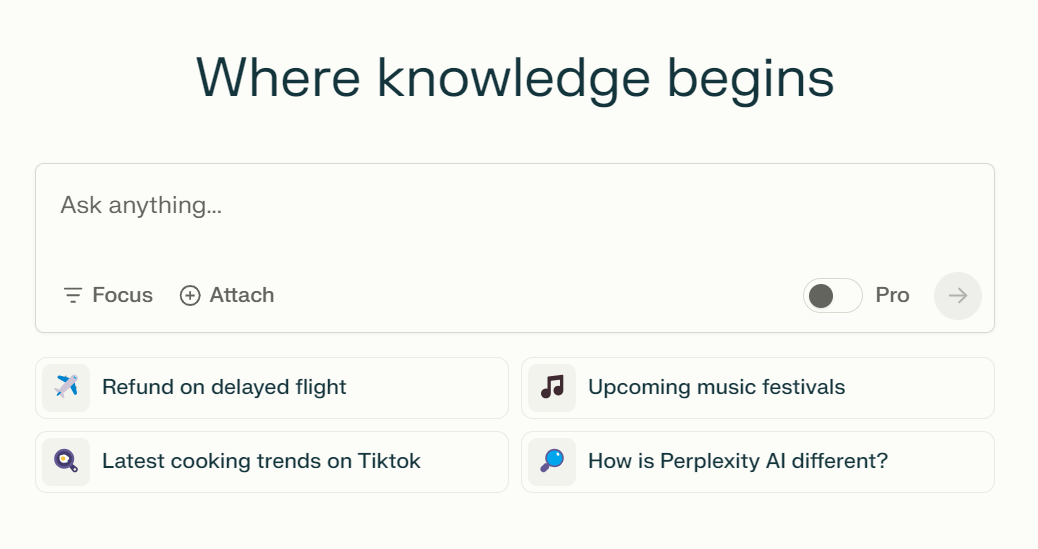 Where knowledge begins
Ask anything...
Focus
Attach
Pro
Refund on delayed flight
Upcoming music festivals
Latest cooking trends on Tiktok
How is Perplexity AI different?